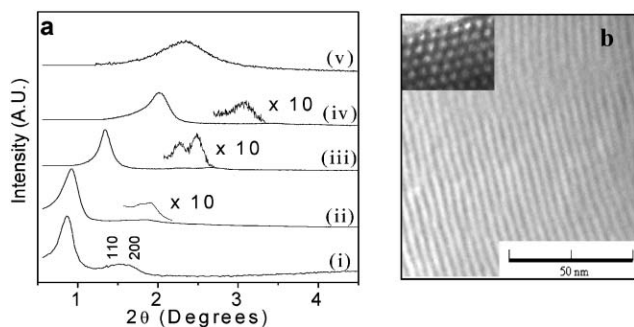 a
Intensity (A.U.)
(v)
(iv)
x 10
(iii)
x 10
(ii)
x 10
(i)
110
200
1 2 3 4
2θ (Degrees)
b
50 nm